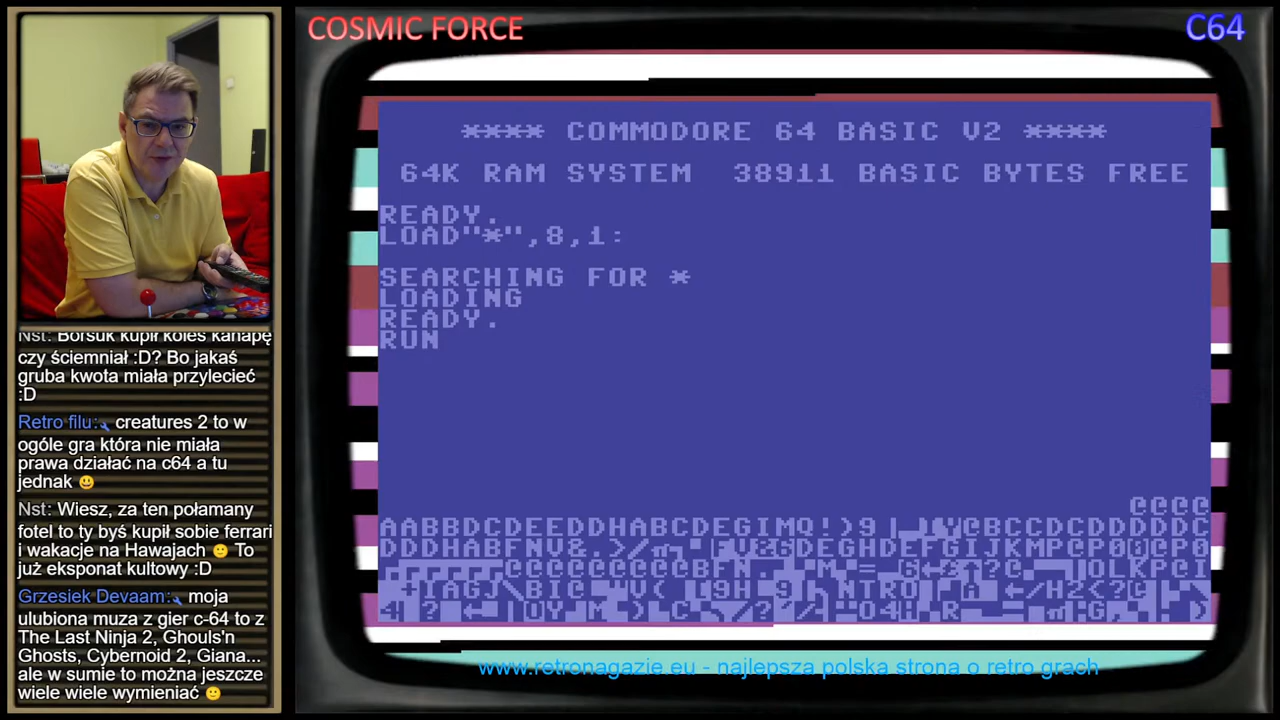 COSMIC FORCE
C64
**** COMMODORE 64 BASIC V2 ****
64K RAM SYSTEM 38911 BASIC BYTES FREE
READY.
LOAD"*",8,1:
SEARCHING FOR *
LOADING
READY.
RUN
@@@@
Nst: Borsuk kupił koleś kanapę
czy ściemniał :D? Bo jakaś
gruba kwota miała przylecieć
:D
Retro filu: creatures 2 to w
ogóle gra która nie miała
prawa działać na c64 a tu
jednak 😃
Nst: Wiesz, za ten połamany
fotel to ty byś kupił sobie ferrari
i wakacje na Hawajach 🙂 To
już eksponat kultowy :D
Grzesiek Devaam: moja
ulubiona muza z gier c-64 to z
The Last Ninja 2, Ghouls'n
Ghosts, Cybernoid 2, Giana...
ale w sumie to można jeszcze
wiele wiele wymieniać 🙂
www.retronagazie.eu - najlepsza polska strona o retro grach